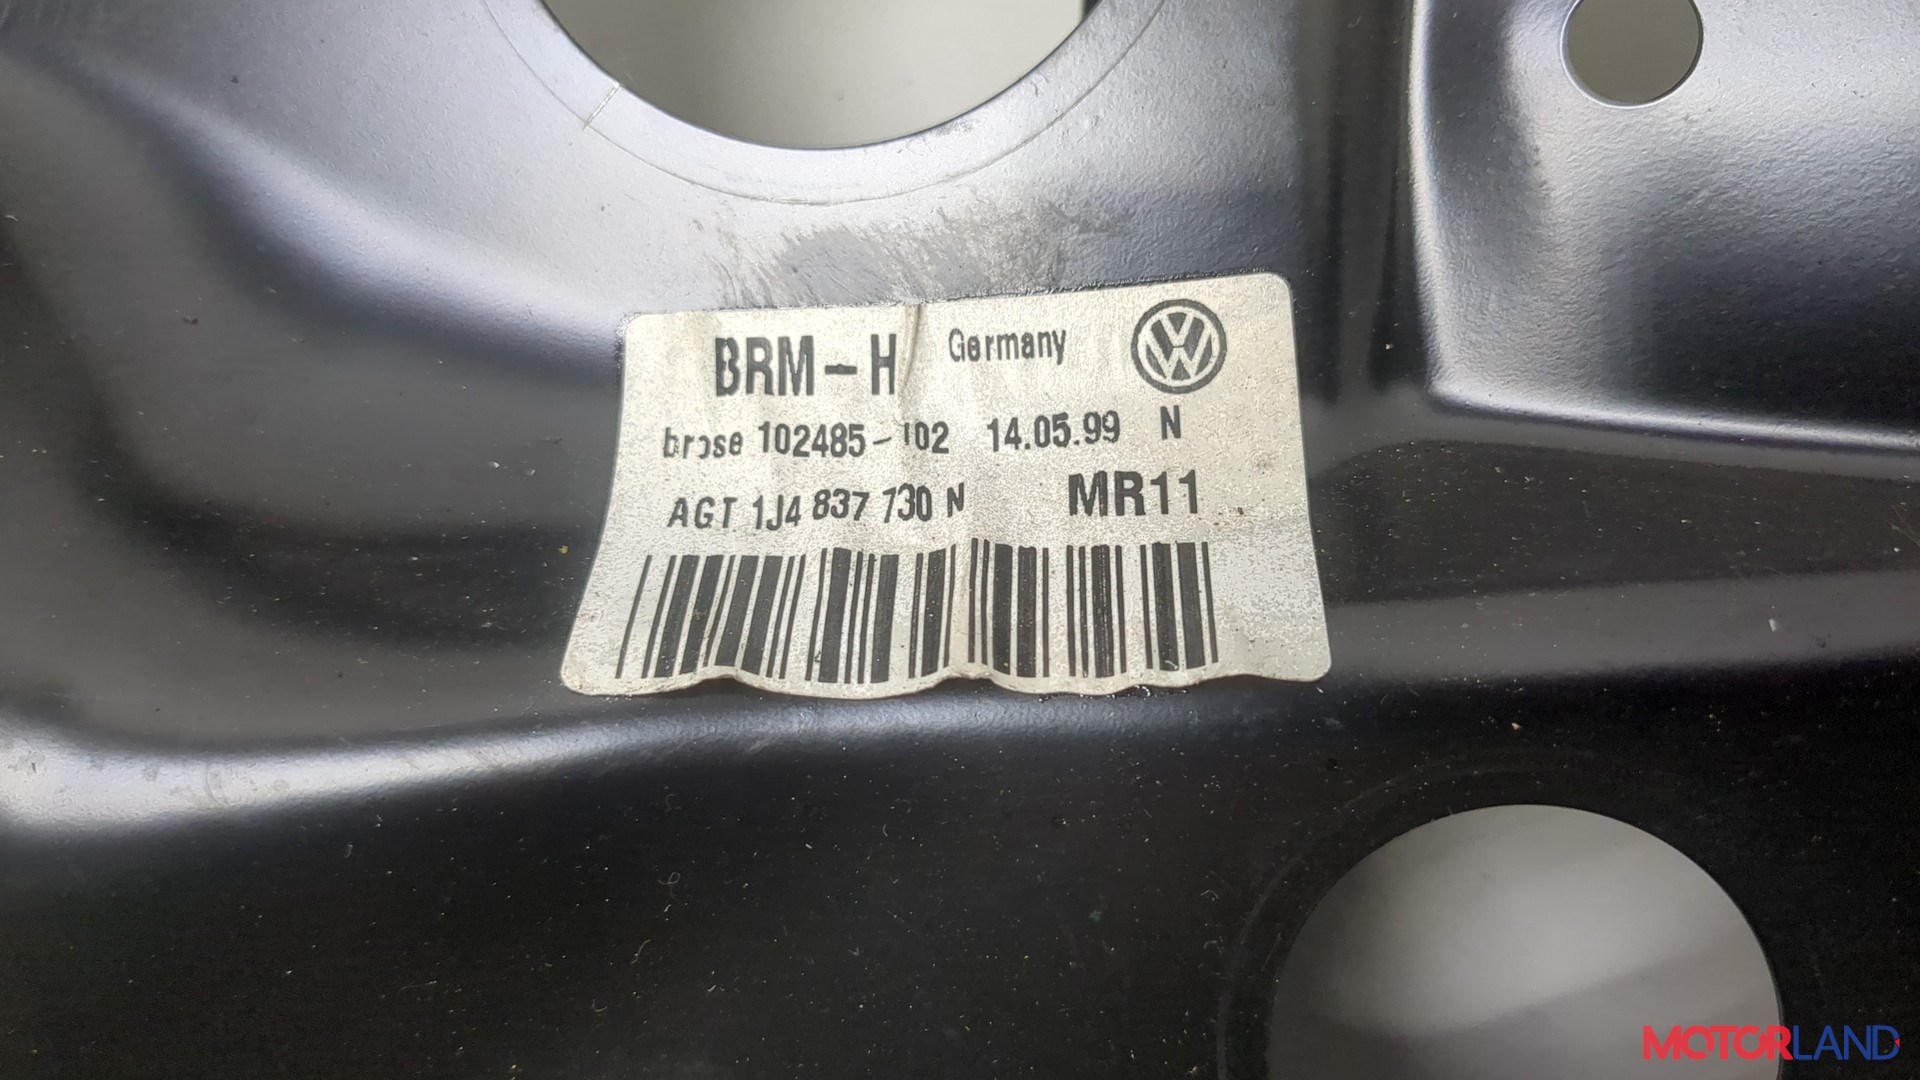 BRM-H Germany
brose 102485-102 14.05.99 N
AGT 1J4 837 730 N MR11
MOTORLAND